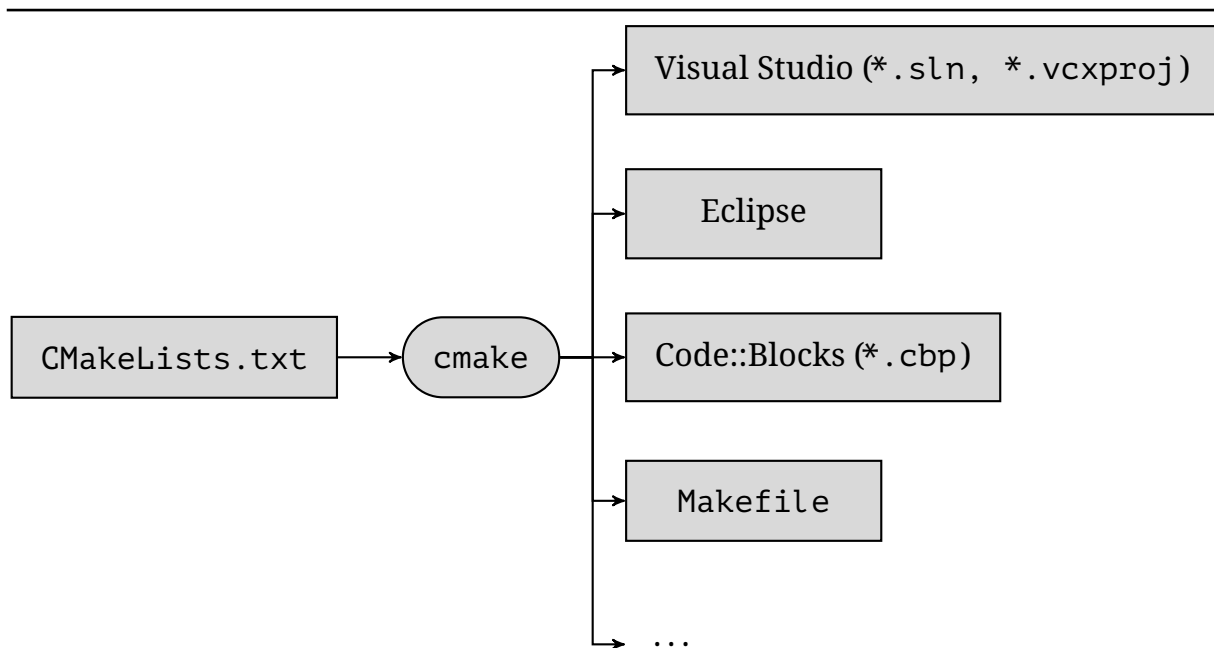 Visual Studio (*.sln, *.vcxproj)
Eclipse
CMakeLists.txt
cmake
Code::Blocks (*.cbp)
Makefile
...